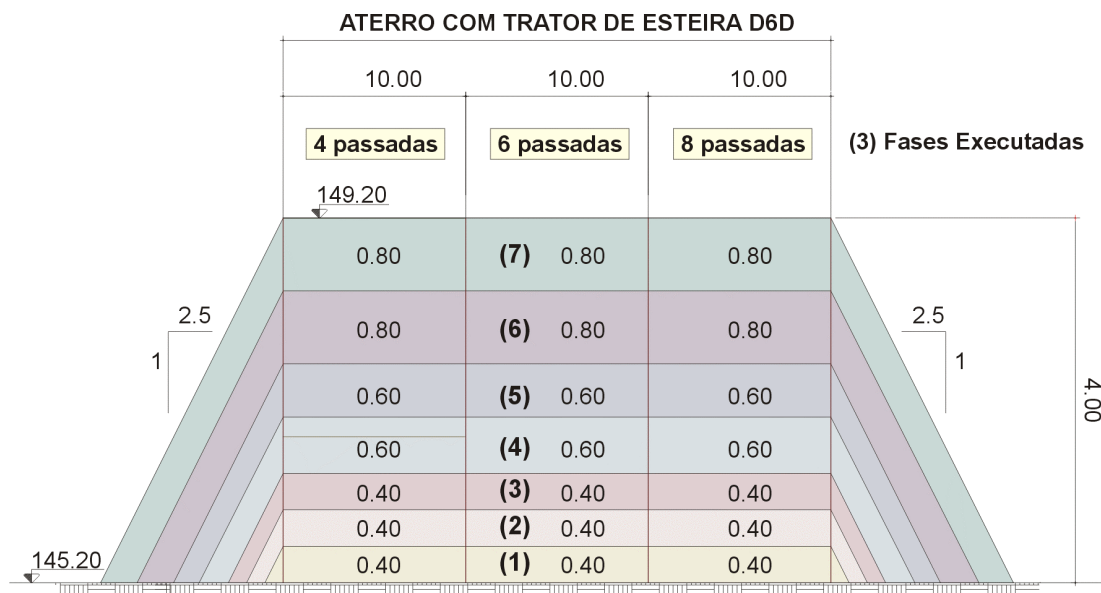 ATERRO COM TRATOR DE ESTEIRA D6D
10.00 10.00 10.00
4 passadas 6 passadas 8 passadas (3) Fases Executadas
149.20
0.80 (7) 0.80 0.80
2.5 0.80 (6) 0.80 0.80 2.5
1 1
0.60 (5) 0.60 0.60
4.00
0.60 (4) 0.60 0.60
0.40 (3) 0.40 0.40
0.40 (2) 0.40 0.40
145.20
0.40 (1) 0.40 0.40